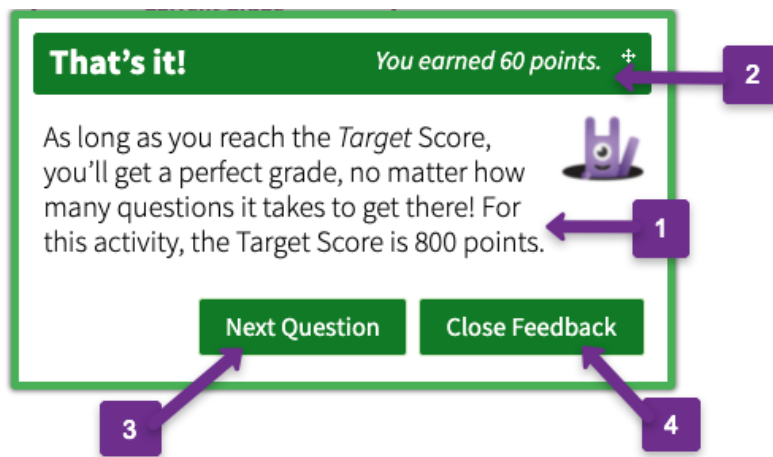 That's it!
You earned 60 points.
2
As long as you reach the Target Score,
you'll get a perfect grade, no matter how
many questions it takes to get there! For
this activity, the Target Score is 800 points.
1
Next Question
Close Feedback
3
4